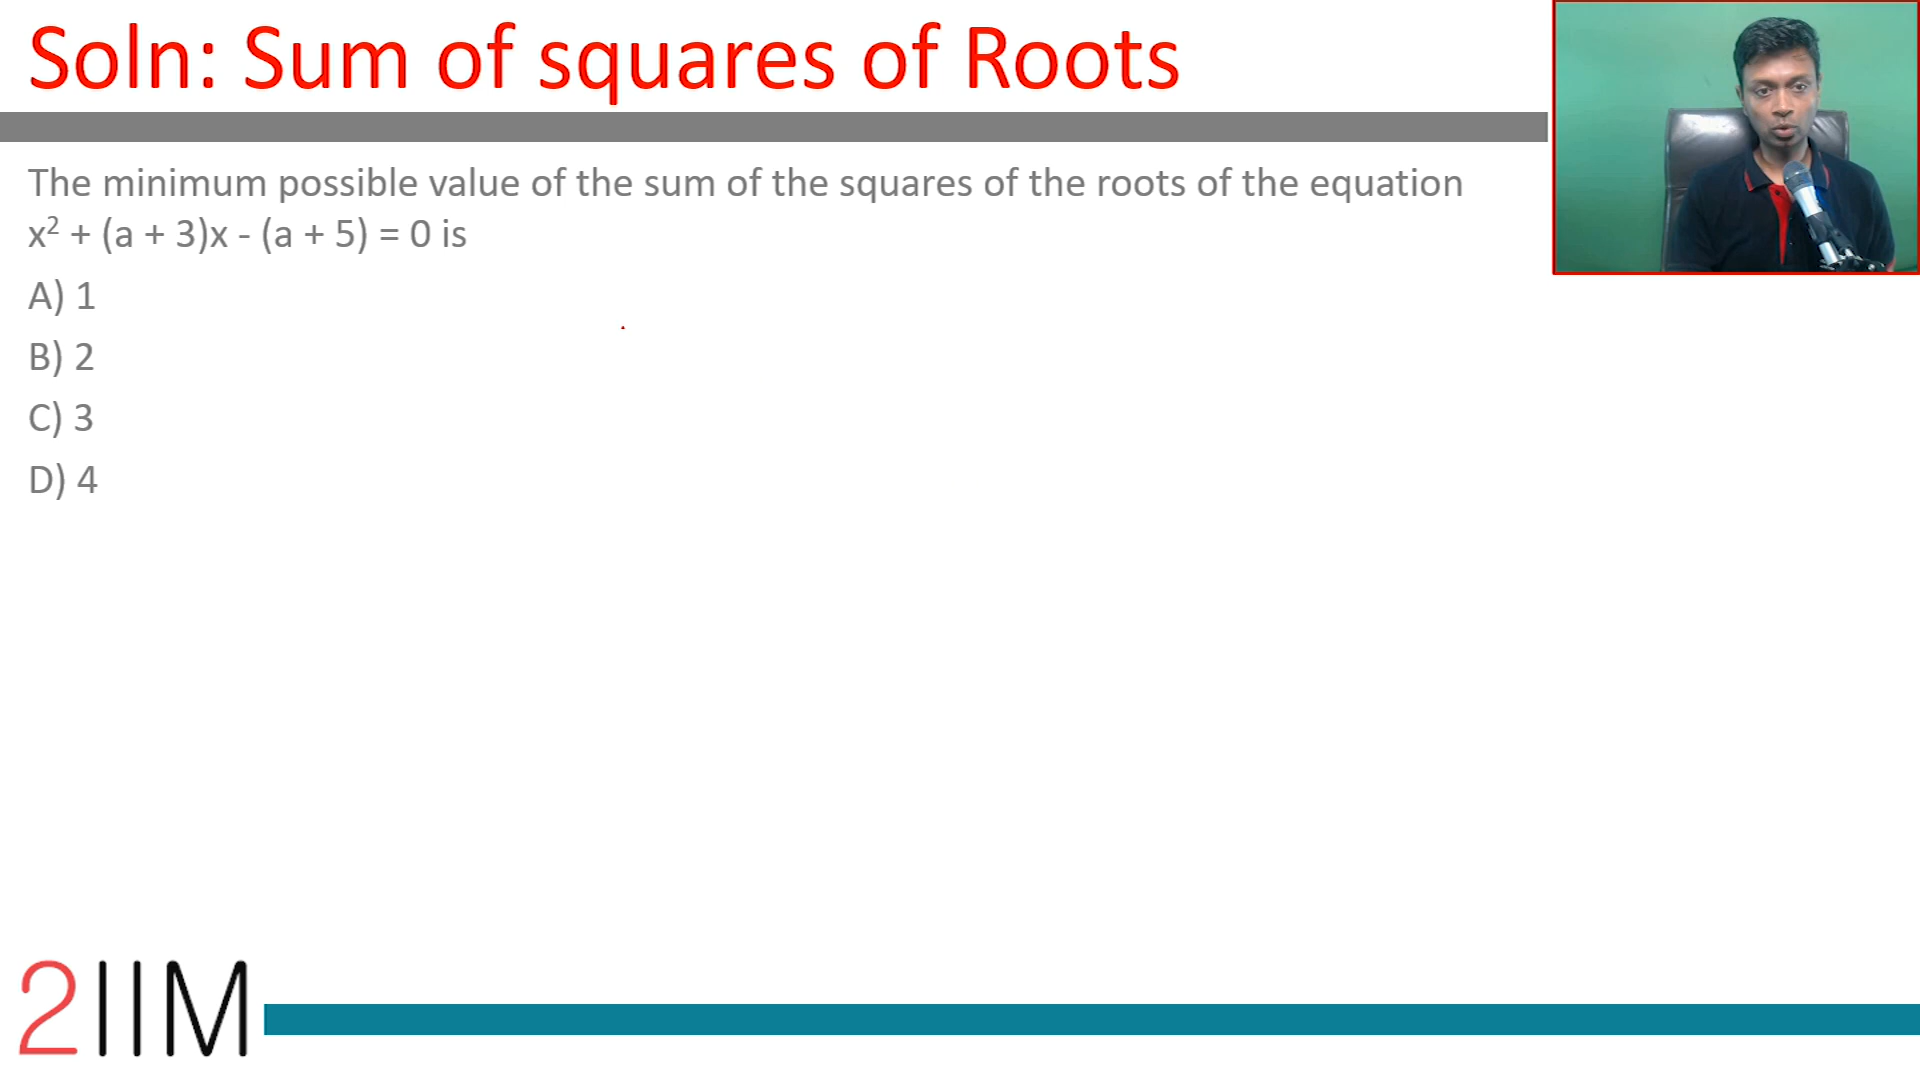 Soln: Sum of squares of Roots
The minimum possible value of the sum of the squares of the roots of the equation
x² + (a + 3)x - (a + 5) = 0 is
A) 1
B) 2
C) 3
D) 4
2IIM